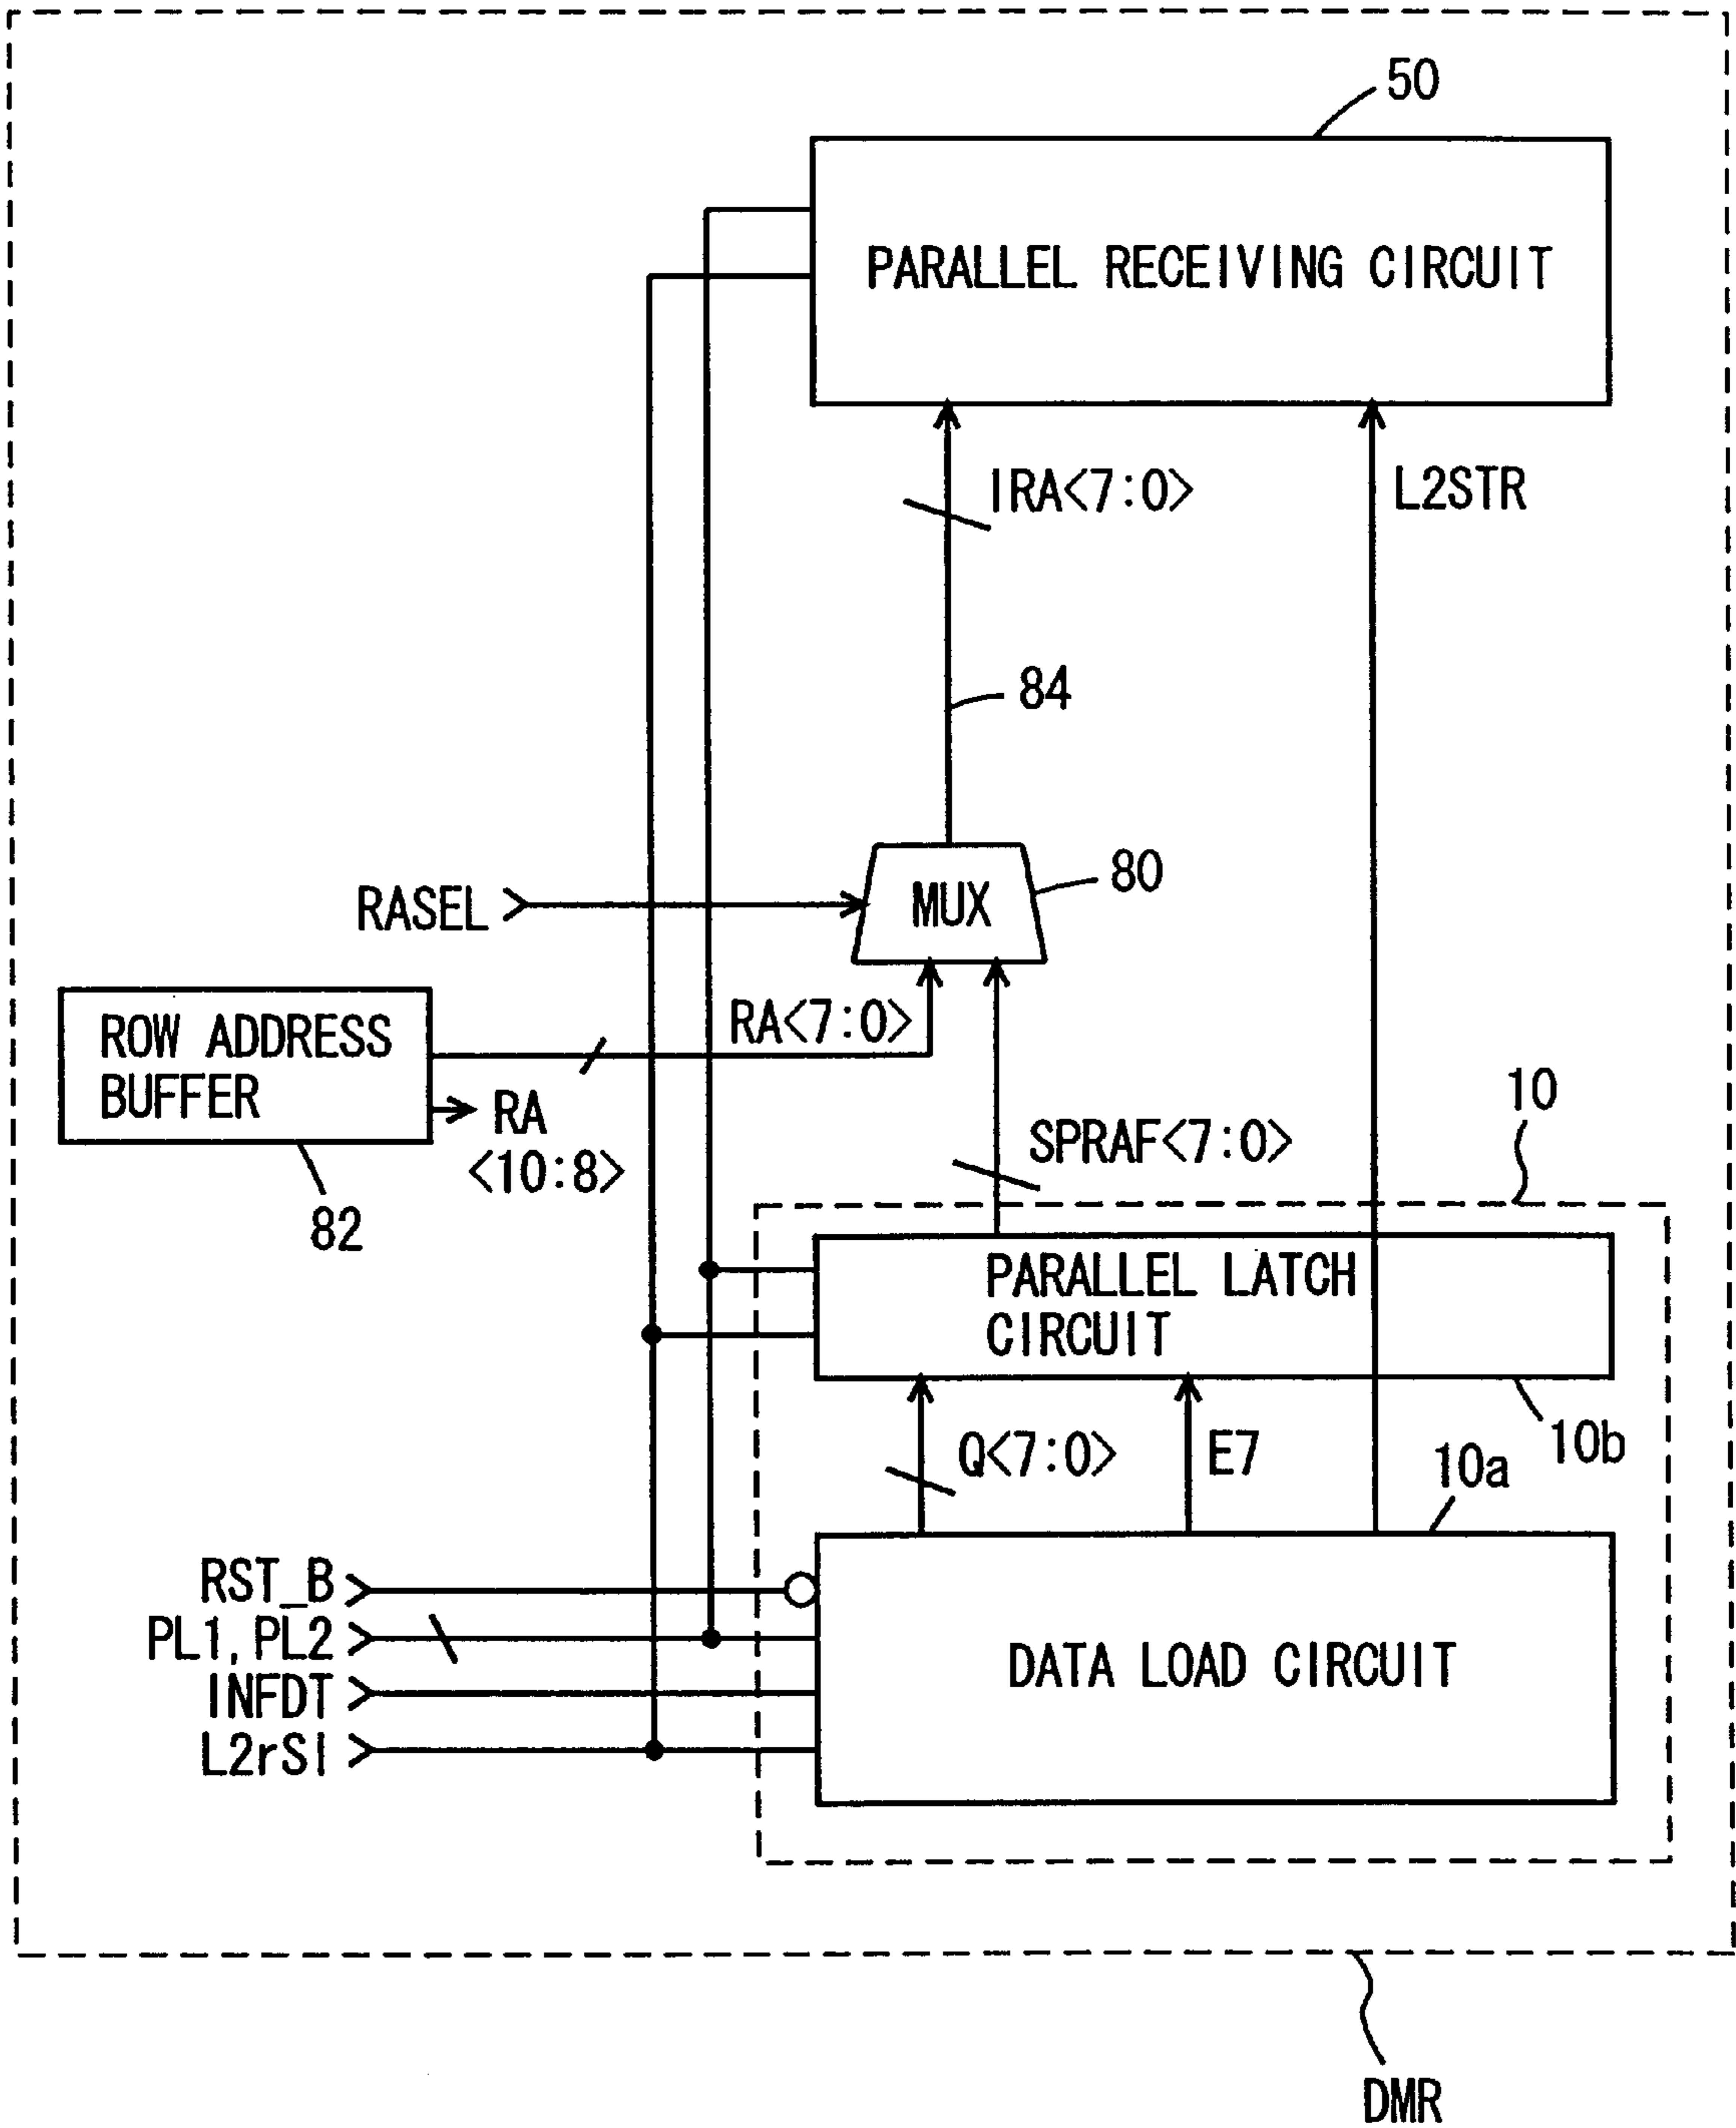 50
PARALLEL RECEIVING CIRCUIT
IRA<7:0>
L2STR
84
80
RASEL
MUX
ROW ADDRESS
BUFFER
RA<7:0>
RA
<10:8>
82
10
SPRAF<7:0>
PARALLEL LATCH
CIRCUIT
10b
Q<7:0>
E7
10a
RST_B
PL1, PL2
INFDT
L2rSI
DATA LOAD CIRCUIT
DMR